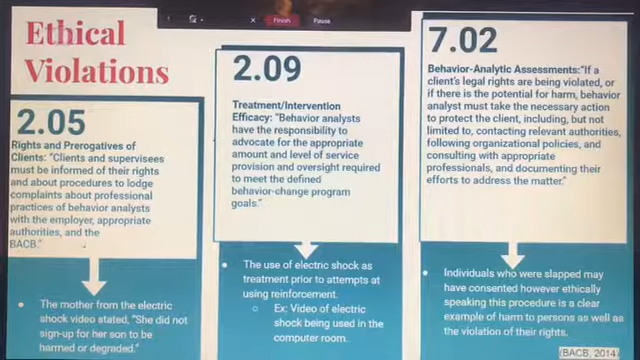 Finish
Pause
Ethical
Violations
2.05
Rights and Prerogatives of
Clients: "Clients and supervisees
must be informed of their rights
and about procedures to lodge
complaints about professional
practices of behavior analysts
with the employer, appropriate
authorities, and the
BACB."
The mother from the electric
shock video stated, "She did not
sign-up for her son to be
harmed or degraded."
2.09
Treatment/Intervention
Efficacy: "Behavior analysts
have the responsibility to
advocate for the appropriate
amount and level of service
provision and oversight required
to meet the defined
behavior-change program
goals."
The use of electric shock as
treatment prior to attempts at
using reinforcement.
Ex: Video of electric
shock being used in the
computer room.
7.02
Behavior-Analytic Assessments:"If a
client's legal rights are being violated, or
if there is the potential for harm, behavior
analyst must take the necessary action
to protect the client, including, but not
limited to, contacting relevant authorities,
following organizational policies, and
consulting with appropriate
professionals, and documenting their
efforts to address the matter."
Individuals who were slapped may
have consented however ethically
speaking this procedure is a clear
example of harm to persons as well as
the violation of their rights.
(BACB, 2014)